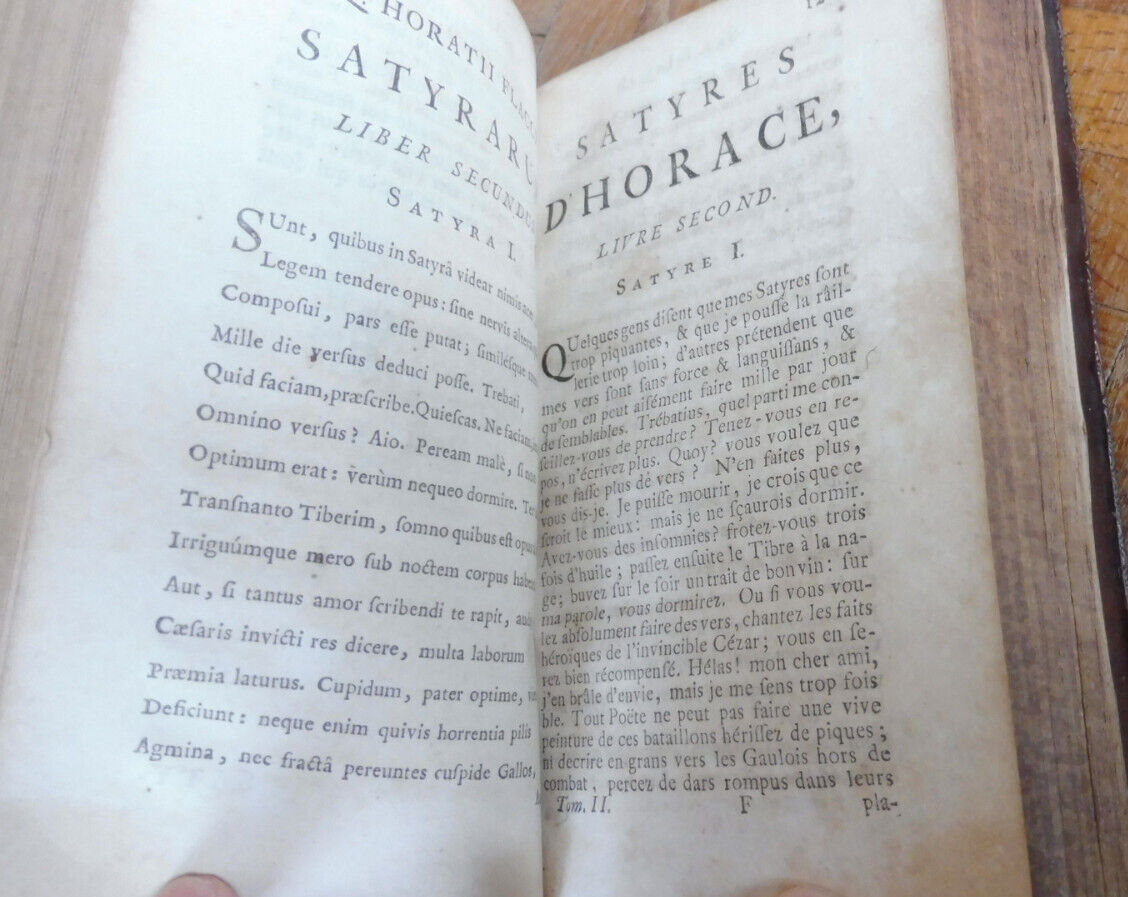 HORATII FLACC
SATYRARU
LIBER SECUNDU
SATYRA I.
SUnt, quibus in Satyrâ videar nimis
Legem tendere opus: ſine nervis alter
Compoſui, pars eſſe putat; ſimiléſque
Mille die verſus deduci poſſe. Trebati,
Quid faciam, præſcribe. Quieſcas. Ne faciam,
Omnino verſus? Aio. Peream malè, ſi non
Optimum erat: verùm nequeo dormire. Ter
Tranſnanto Tiberim, ſomno quibus eſt opus
Irriguúmque mero ſub noctem corpus habent
Aut, ſi tantus amor ſcribendi te rapit, aude
Cæſaris invicti res dicere, multa laborum
Præmia laturus. Cupidum, pater optime, v
Deficiunt: neque enim quivis horrentia pilis
Agmina, nec fractâ pereuntes cuſpide Gallos,
SATYRES
D'HORACE,
LIVRE SECOND.
SATYRE I.
QUelques gens diſent que mes Satyres ſont
trop piquantes, & que je pouſſe la râil-
lerie trop loin; d'autres prétendent que
mes vers ſont ſans force & languiſſans, &
qu'on en peut aiſément faire mille par jour
de ſemblables. Trébatius, quel parti me con-
ſeillez-vous de prendre? Tenez-vous en re-
pos, n'écrivez plus. Quoy? vous voulez que
je ne faſſe plus de vers? N'en faites plus,
vous dis-je. Je puiſſe mourir, je crois que ce
ſeroit le mieux: mais je ne ſçaurois dormir.
Avez-vous des inſomnies? frotez-vous trois
fois d'huile; paſſez enſuite le Tibre à la na-
ge; buvez ſur le ſoir un trait de bon vin: ſur
ma parole, vous dormirez. Ou ſi vous vou-
lez abſolument faire des vers, chantez les faits
héroïques de l'invincible Cézar; vous en ſe-
rez bien récompenſé. Hélas! mon cher ami,
j'en brâle d'envie, mais je me ſens trop fois
ble. Tout Poëte ne peut pas faire une vive
peinture de ces bataillons hériſſez de piques;
ni decrire en grans vers les Gaulois hors de
combat, percez de dars rompus dans leurs
Tom. II. F pla-